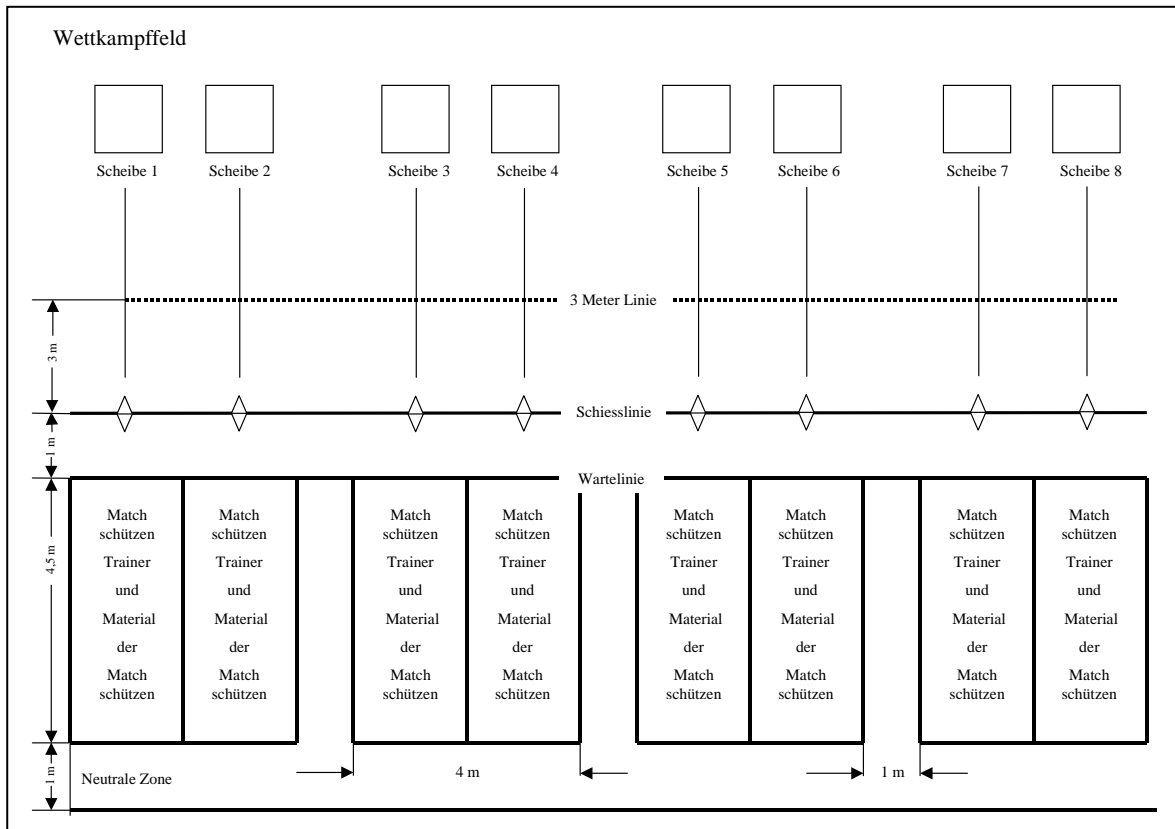 Wettkampffeld
Scheibe 1
Scheibe 2
Scheibe 3
Scheibe 4
Scheibe 5
Scheibe 6
Scheibe 7
Scheibe 8
3 Meter Linie
3 m
Schiesslinie
1 m
Wartelinie
4,5 m
Match
schützen
Trainer
und
Material
der
Match
schützen
Match
schützen
Trainer
und
Material
der
Match
schützen
Match
schützen
Trainer
und
Material
der
Match
schützen
Match
schützen
Trainer
und
Material
der
Match
schützen
Match
schützen
Trainer
und
Material
der
Match
schützen
Match
schützen
Trainer
und
Material
der
Match
schützen
Match
schützen
Trainer
und
Material
der
Match
schützen
Match
schützen
Trainer
und
Material
der
Match
schützen
1 m
Neutrale Zone
4 m
1 m